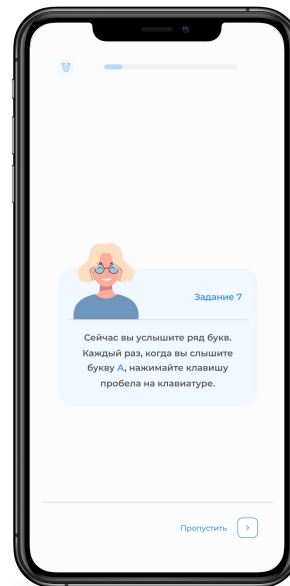 Задание 7
Сейчас вы услышите ряд букв.
Каждый раз, когда вы слышите
букву А, нажимайте клавишу
пробела на клавиатуре.
Пропустить